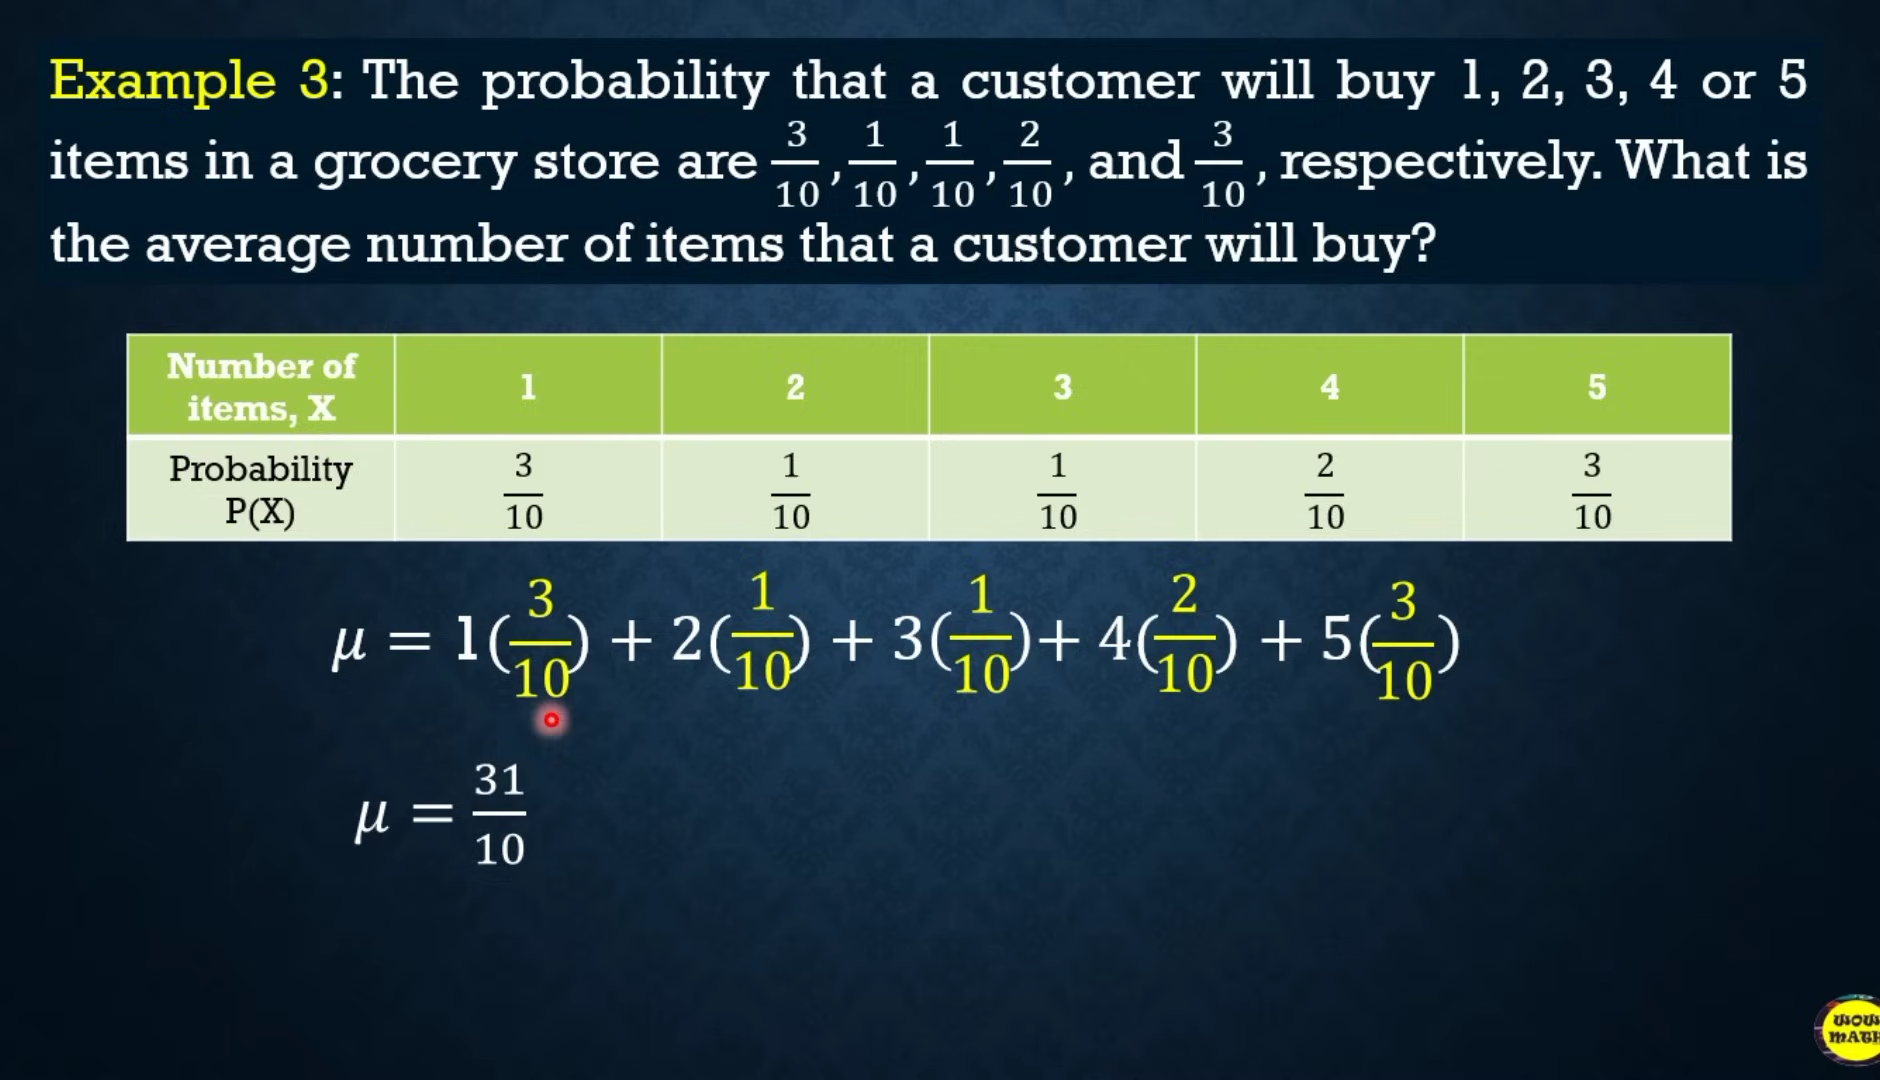 Example 3: The probability that a customer will buy 1, 2, 3, 4 or 5
items in a grocery store are 3/10, 1/10, 1/10, 2/10, and 3/10, respectively. What is
the average number of items that a customer will buy?
Number of items, X 1 2 3 4 5
Probability P(X) 3/10 1/10 1/10 2/10 3/10
μ = 1(3/10) + 2(1/10) + 3(1/10)+ 4(2/10) + 5(3/10)
μ = 31/10
WOW
MATH